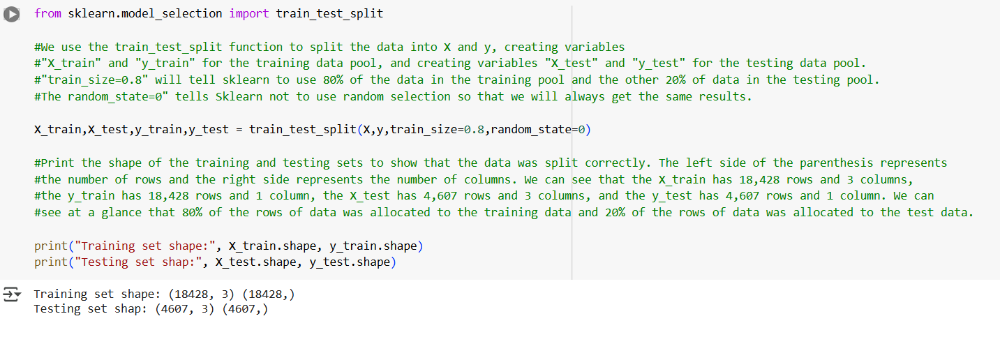 from sklearn.model_selection import train_test_split
#We use the train_test_split function to split the data into X and y, creating variables
#"X_train" and "y_train" for the training data pool, and creating variables "X_test" and "y_test" for the testing data pool.
#"train_size=0.8" will tell sklearn to use 80% of the data in the training pool and the other 20% of data in the testing pool.
#The random_state=0" tells Sklearn not to use random selection so that we will always get the same results.
X_train,X_test,y_train,y_test = train_test_split(X,y,train_size=0.8,random_state=0)
#Print the shape of the training and testing sets to show that the data was split correctly. The left side of the parenthesis represents
#the number of rows and the right side represents the number of columns. We can see that the X_train has 18,428 rows and 3 columns,
#the y_train has 18,428 rows and 1 column, the X_test has 4,607 rows and 3 columns, and the y_test has 4,607 rows and 1 column. We can
#see at a glance that 80% of the rows of data was allocated to the training data and 20% of the rows of data was allocated to the test data.
print("Training set shape:", X_train.shape, y_train.shape)
print("Testing set shap:", X_test.shape, y_test.shape)
Training set shape: (18428, 3) (18428,)
Testing set shap: (4607, 3) (4607,)